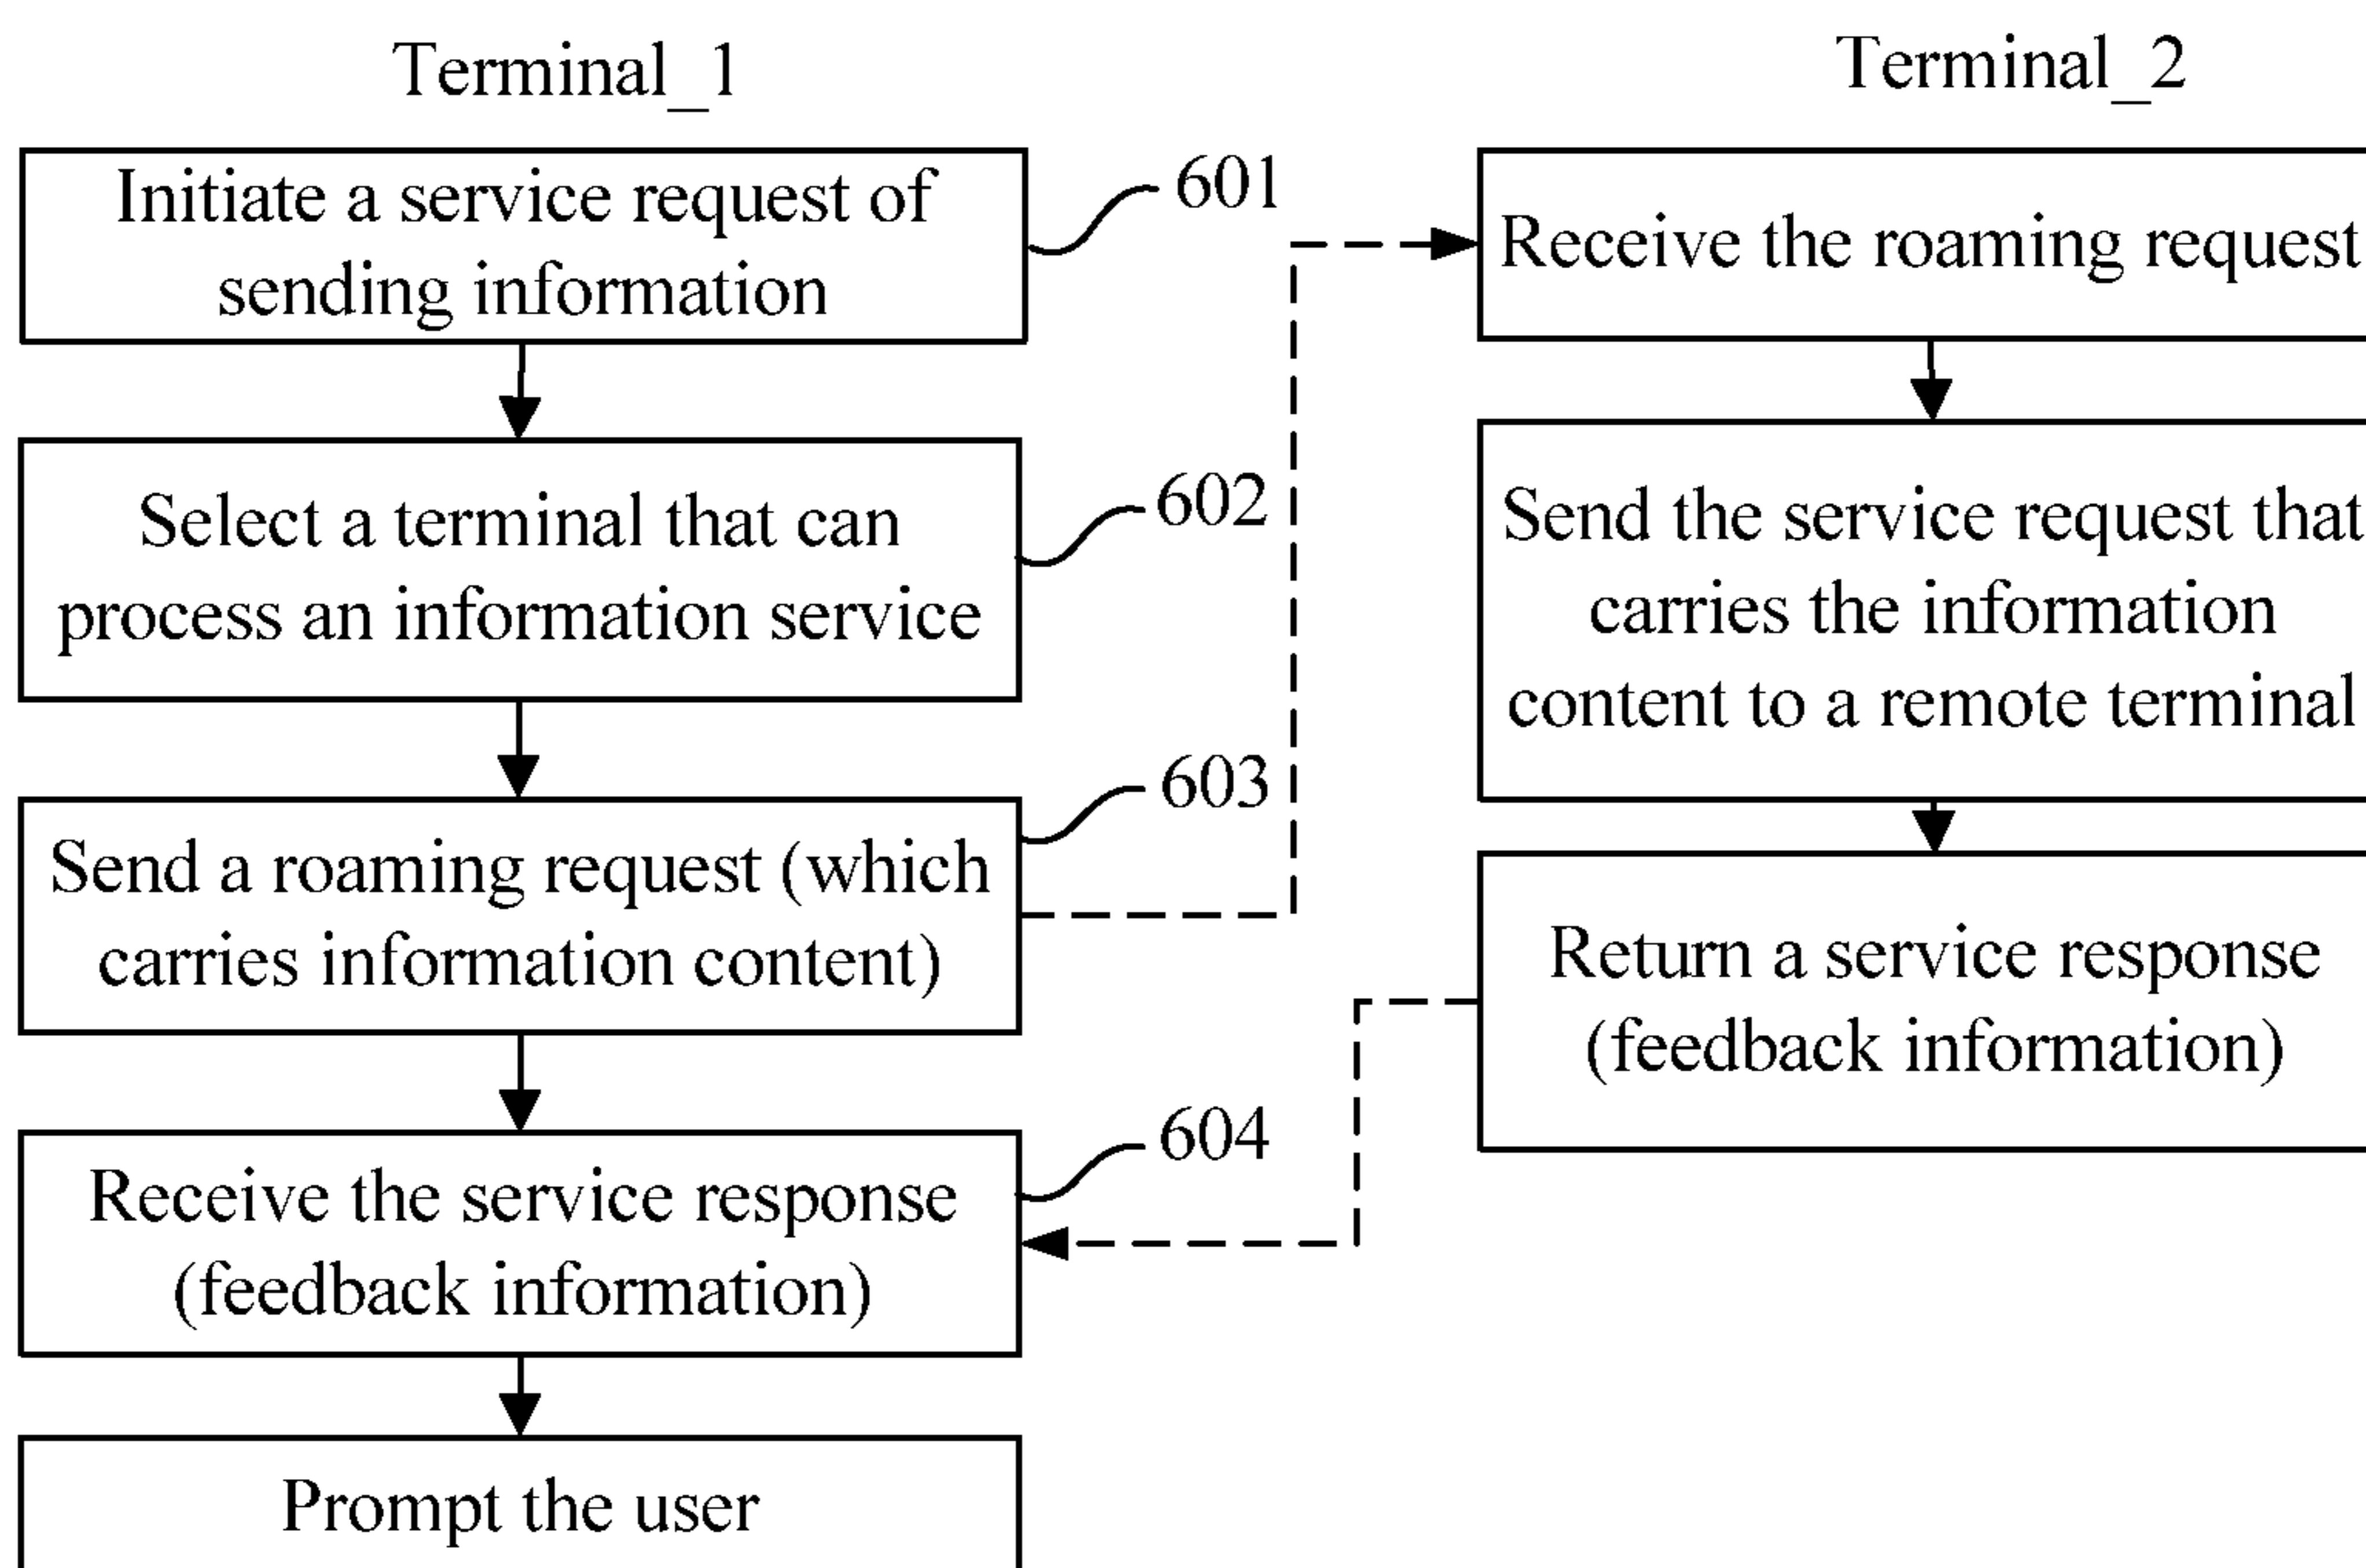 Terminal_1
Initiate a service request of
sending information
601
Select a terminal that can
process an information service
602
Send a roaming request (which
carries information content)
603
Receive the service response
(feedback information)
604
Prompt the user
Terminal_2
Receive the roaming request
Send the service request that
carries the information
content to a remote terminal
Return a service response
(feedback information)